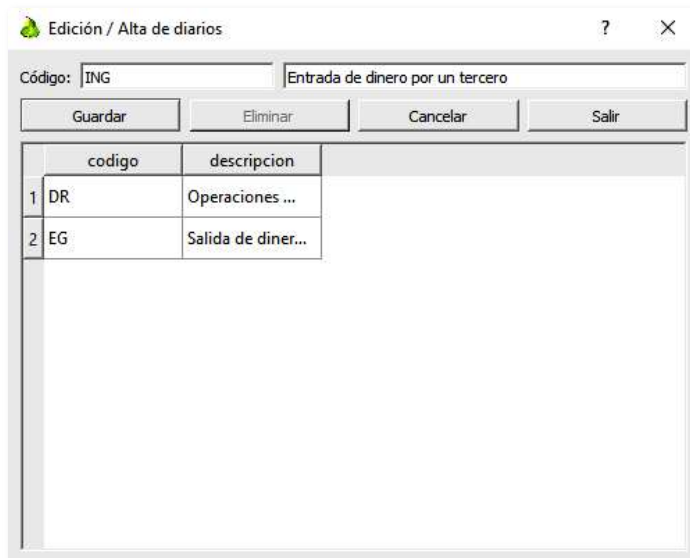 Edición / Alta de diarios ? ×
Código: ING Entrada de dinero por un tercero
Guardar Eliminar Cancelar Salir
codigo descripcion
1 DR Operaciones ...
2 EG Salida de diner...